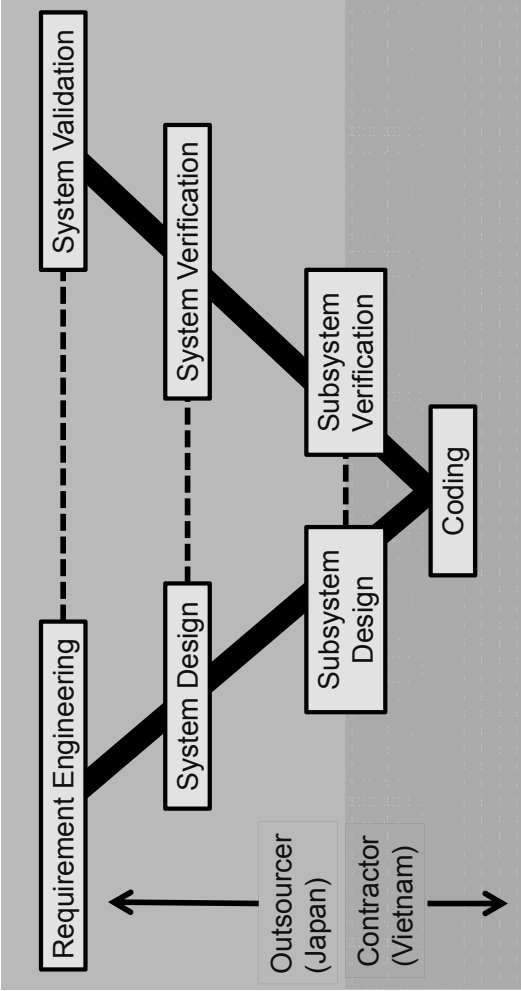 Requirement Engineering
System Validation
System Design
System Verification
Subsystem
Design
Subsystem
Verification
Coding
Outsourcer
(Japan)
Contractor
(Vietnam)